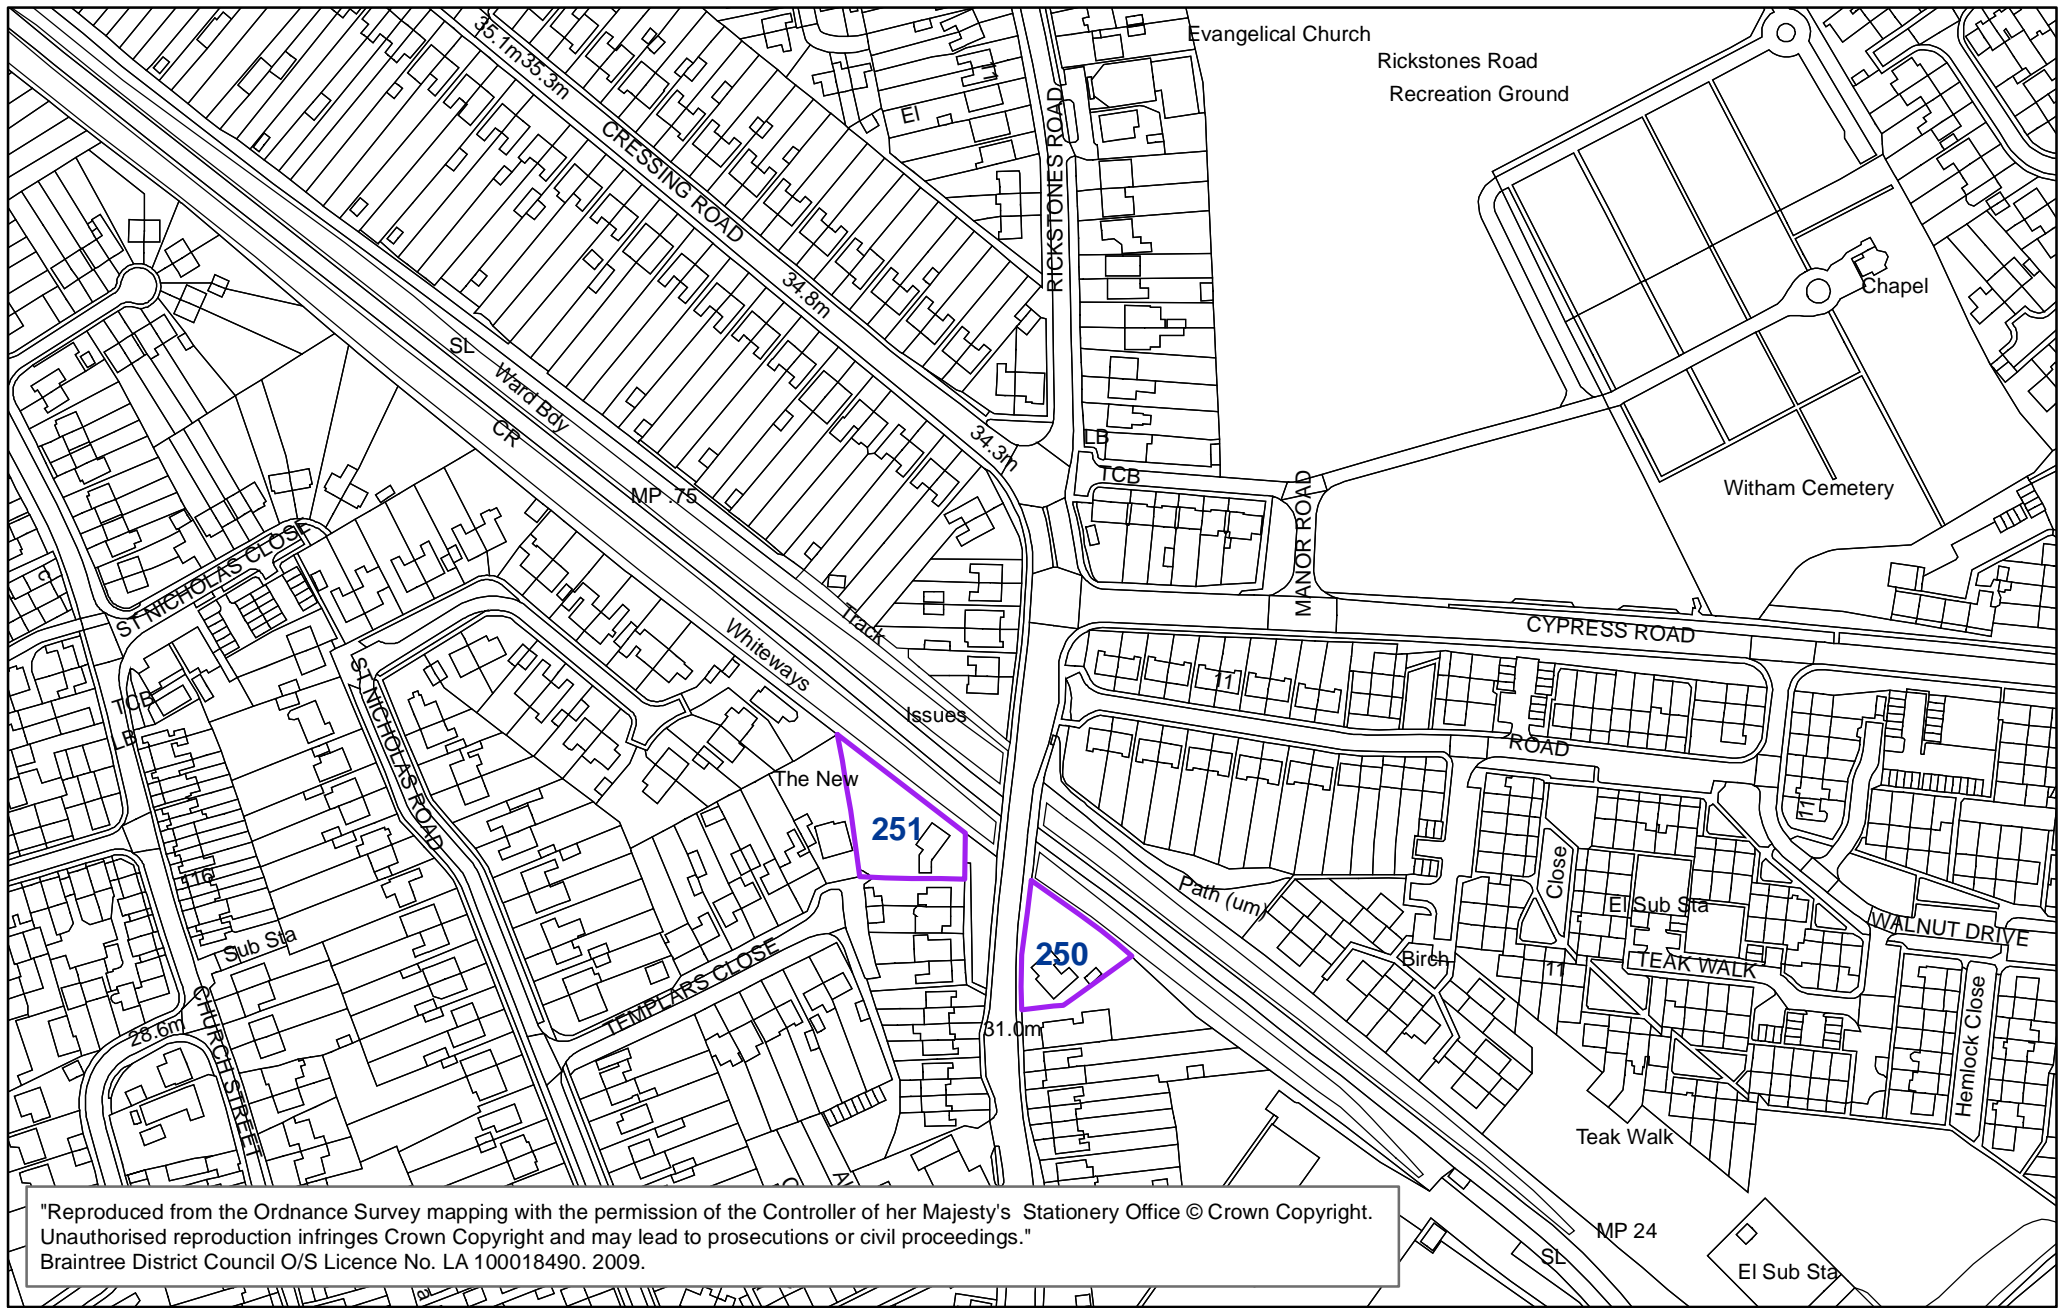 Evangelical Church
Rickstones Road
Recreation Ground
35.1m
35.3m
El
CRESSING ROAD
RICKSTONES ROAD
34.8m
Chapel
SL
Ward Bdy
CR
34.3m
LB
TCB
MP .75
MANOR ROAD
Witham Cemetery
ST NICHOLAS CLOSE
Track
Whiteways
CYPRESS ROAD
11
ST NICHOLAS ROAD
TCB
LB
Issues
ROAD
The New
251
11
116
Path (um)
Close
El Sub Sta
WALNUT DRIVE
Sub Sta
TEMPLARS CLOSE
250
Birch
11
TEAK WALK
Hemlock Close
28.6m
CHURCH STREET
31.0m
Teak Walk
MP 24
SL
El Sub Sta
"Reproduced from the Ordnance Survey mapping with the permission of the Controller of her Majesty's Stationery Office © Crown Copyright.
Unauthorised reproduction infringes Crown Copyright and may lead to prosecutions or civil proceedings."
Braintree District Council O/S Licence No. LA 100018490. 2009.